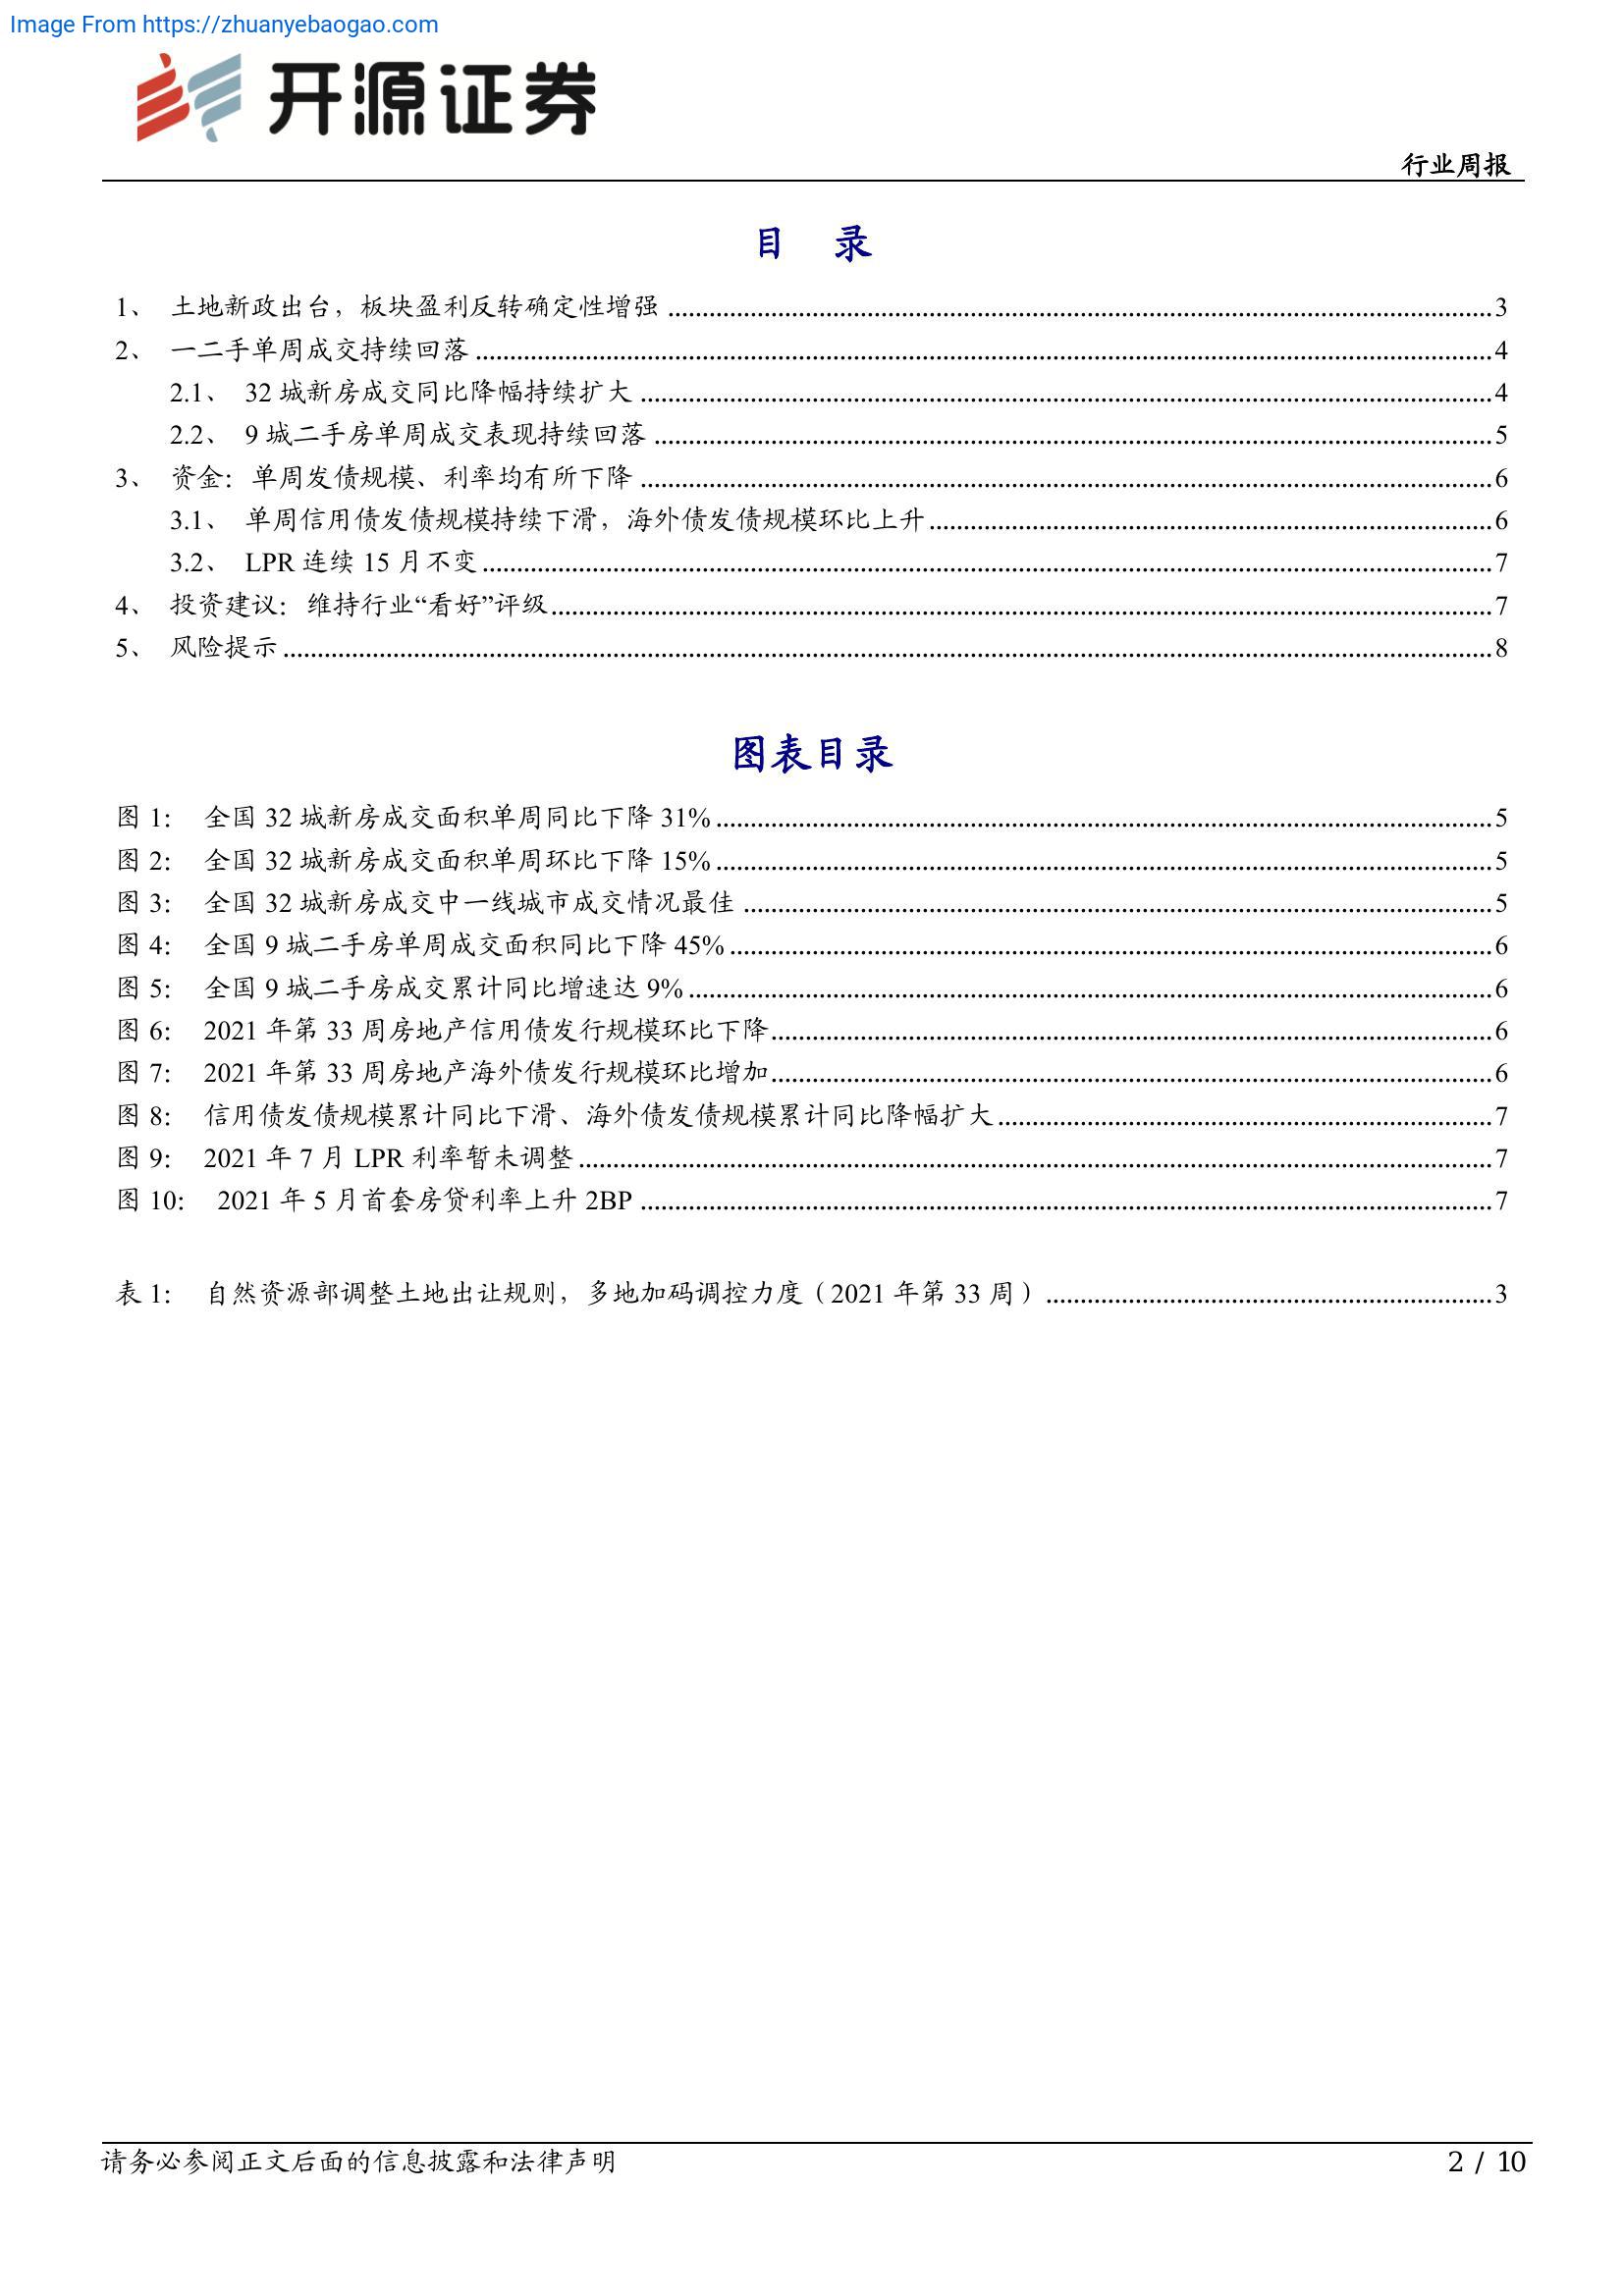 Image From https://zhuanyebaogao.com
开源证券
行业周报
目 录
1、 土地新政出台，板块盈利反转确定性增强 3
2、 一二手单周成交持续回落 4
2.1、 32 城新房成交同比降幅持续扩大 4
2.2、 9 城二手房单周成交表现持续回落 5
3、 资金：单周发债规模、利率均有所下降 6
3.1、 单周信用债发债规模持续下滑，海外债发债规模环比上升 6
3.2、 LPR 连续 15 月不变 7
4、 投资建议：维持行业“看好”评级 7
5、 风险提示 8
图表目录
图 1： 全国 32 城新房成交面积单周同比下降 31% 5
图 2： 全国 32 城新房成交面积单周环比下降 15% 5
图 3： 全国 32 城新房成交中一线城市成交情况最佳 5
图 4： 全国 9 城二手房单周成交面积同比下降 45% 6
图 5： 全国 9 城二手房成交累计同比增速达 9% 6
图 6： 2021 年第 33 周房地产信用债发行规模环比下降 6
图 7： 2021 年第 33 周房地产海外债发行规模环比增加 6
图 8： 信用债发债规模累计同比下滑、海外债发债规模累计同比降幅扩大 7
图 9： 2021 年 7 月 LPR 利率暂未调整 7
图 10： 2021 年 5 月首套房贷利率上升 2BP 7
表 1： 自然资源部调整土地出让规则，多地加码调控力度（2021 年第 33 周） 3
请务必参阅正文后面的信息披露和法律声明 2 / 10